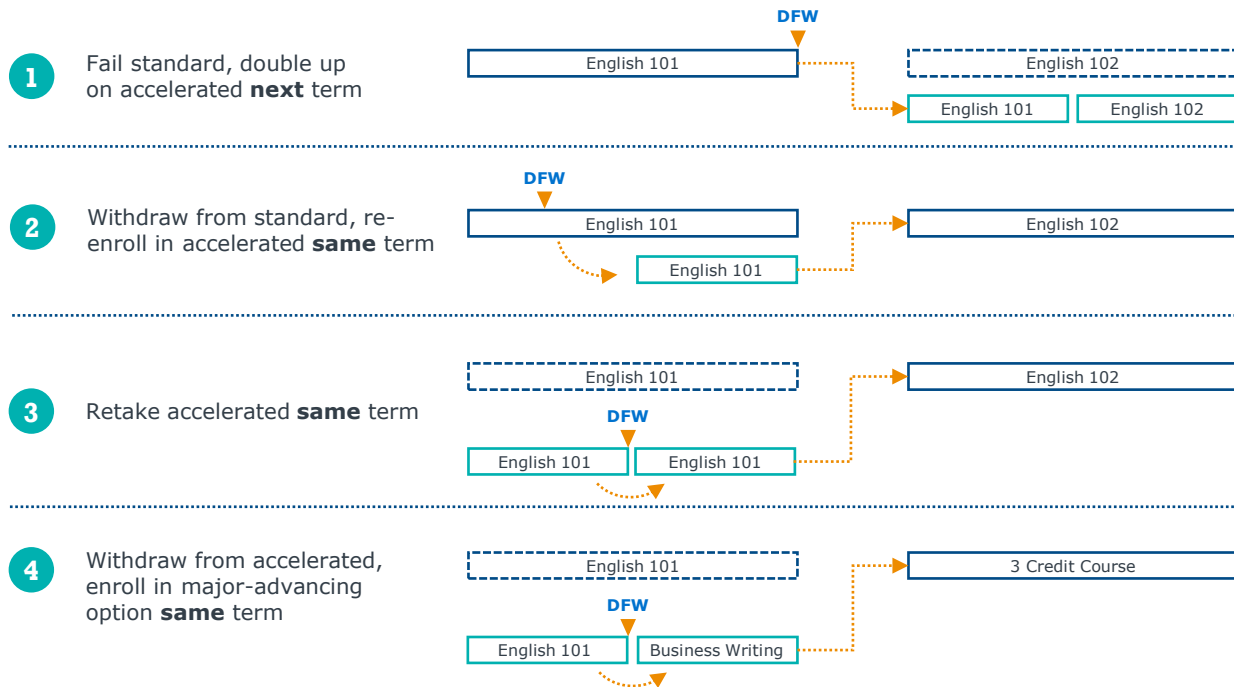 DFW
1
Fail standard, double up
on accelerated next term
English 101
English 102
English 101
English 102
DFW
2
Withdraw from standard, re-
enroll in accelerated same term
English 101
English 102
English 101
3
Retake accelerated same term
English 101
English 102
DFW
English 101
English 101
4
Withdraw from accelerated,
enroll in major-advancing
option same term
English 101
3 Credit Course
DFW
English 101
Business Writing